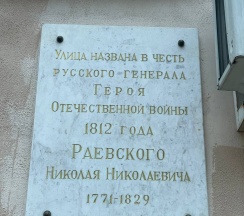 Улица названа в честь
русского генерала
Героя
Отечественной войны
1812 года
Раевского
Николая Николаевича
1771-1829